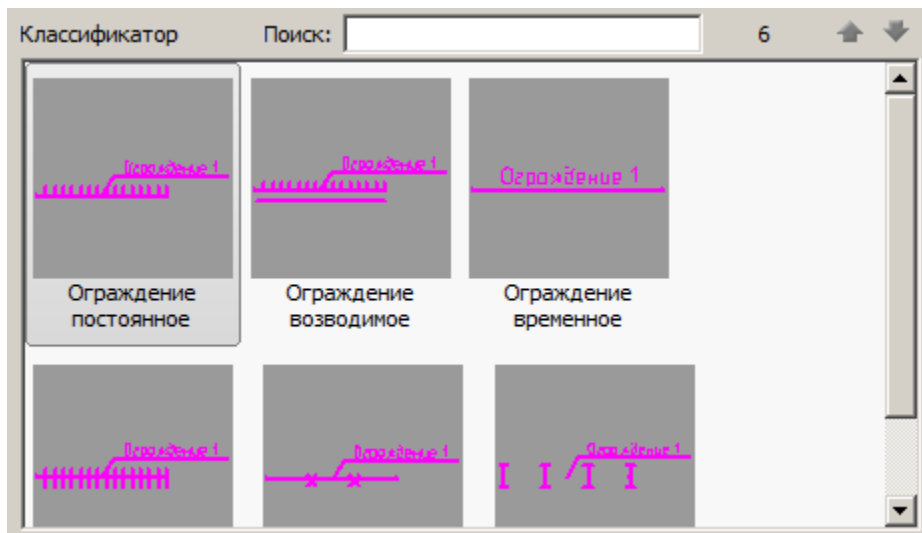 Классификатор Поиск: 6
Ограждение 1 Ограждение 1 Ограждение 1
Ограждение постоянное
Ограждение возводимое
Ограждение временное
Ограждение 1 Ограждение 1 Ограждение 1